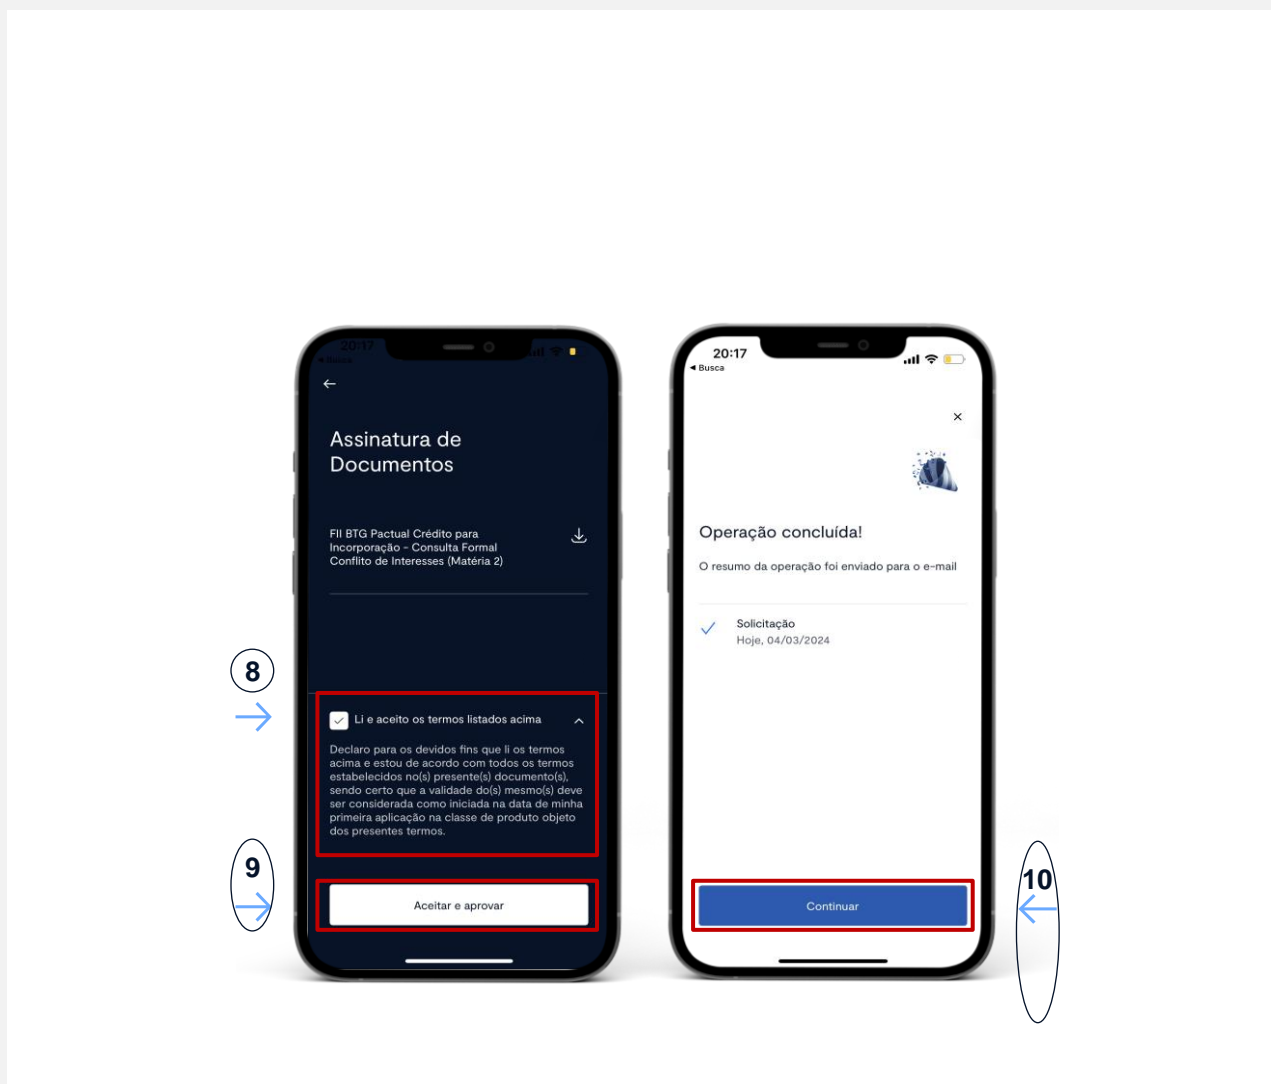 20:17
Busca
Assinatura de
Documentos
FII BTG Pactual Crédito para
Incorporação - Consulta Formal
Conflito de Interesses (Matéria 2)
8
Li e aceito os termos listados acima
Declaro para os devidos fins que li os termos
acima e estou de acordo com todos os termos
estabelecidos no(s) presente(s) documento(s),
sendo certo que a validade do(s) mesmo(s) deve
ser considerada como iniciada na data de minha
primeira aplicação na classe de produto objeto
dos presentes termos.
9
Aceitar e aprovar
20:17
Busca
Operação concluída!
O resumo da operação foi enviado para o e-mail
Solicitação
Hoje, 04/03/2024
Continuar
10